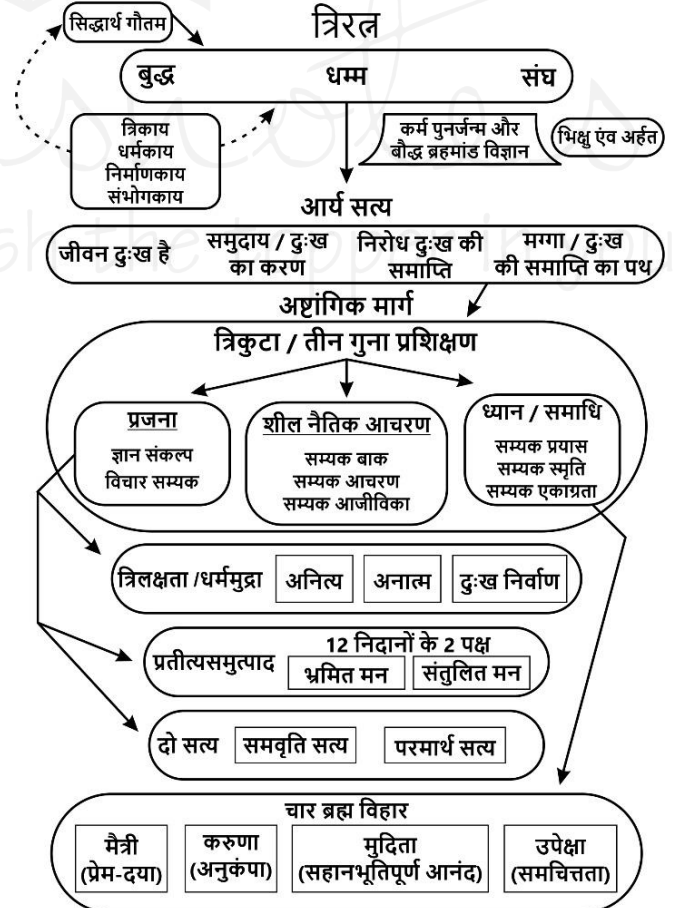 सिद्धार्थ गौतम
त्रिरत्न
बुद्ध धम्म संघ
त्रिकाय
धर्मकाय
निर्माणकाय
संभोगकाय
कर्म पुनर्जन्म और
बौद्ध ब्रहमांड विज्ञान
भिक्षु एंव अर्हत
आर्य सत्य
जीवन दुःख है
समुदाय / दुःख
का करण
निरोध दुःख की
समाप्ति
मग्गा / दुःख
की समाप्ति का पथ
अष्टांगिक मार्ग
त्रिकुटा / तीन गुना प्रशिक्षण
प्रजना
ज्ञान संकल्प
विचार सम्यक
शील नैतिक आचरण
सम्यक बाक
सम्यक आचरण
सम्यक आजीविका
ध्यान / समाधि
सम्यक प्रयास
सम्यक स्मृति
सम्यक एकाग्रता
त्रिलक्षता /धर्ममुद्रा अनित्य अनात्म दुःख निर्वाण
12 निदानों के 2 पक्ष
प्रतीत्यसमुत्पाद भ्रमित मन संतुलित मन
दो सत्य समवृति सत्य परमार्थ सत्य
चार ब्रह्म विहार
मैत्री
(प्रेम-दया)
करुणा
(अनुकंपा)
मुदिता
(सहानभूतिपूर्ण आनंद)
उपेक्षा
(समचित्तता)